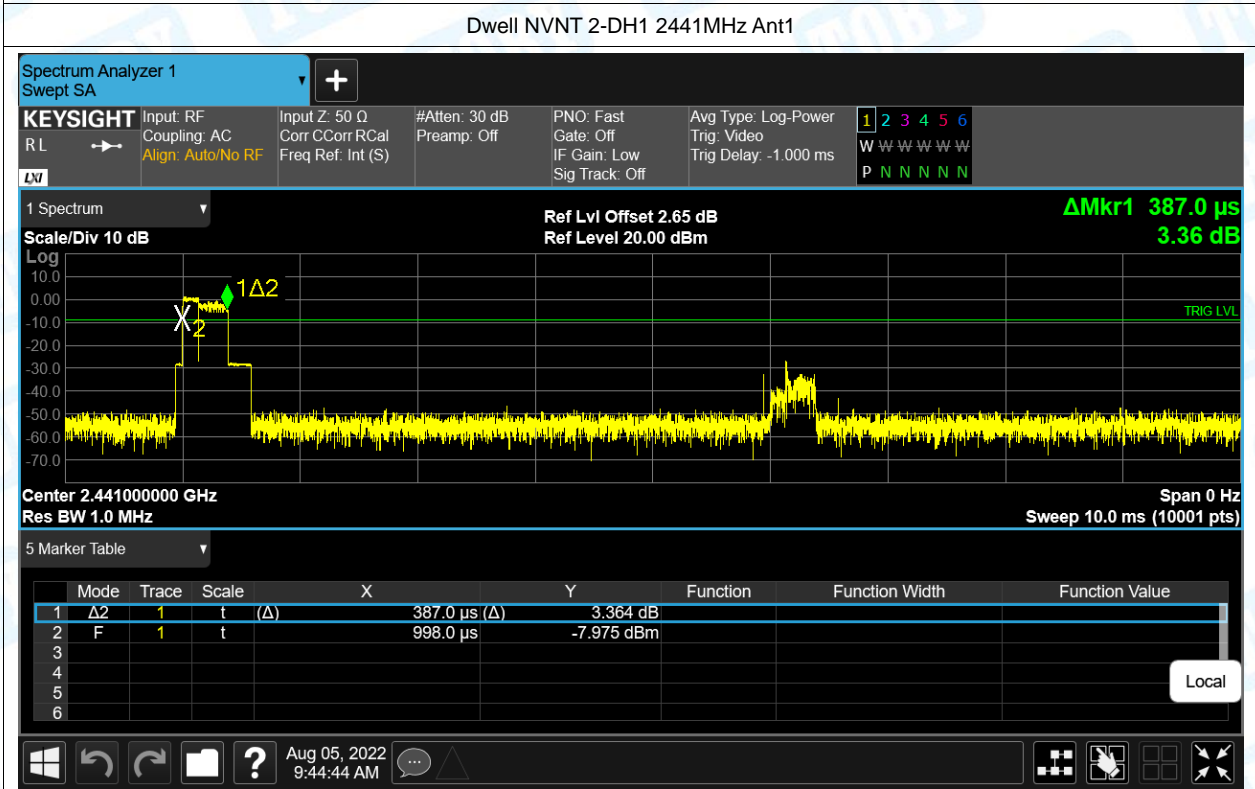 Dwell NVNT 2-DH1 2441MHz Ant1
Spectrum Analyzer 1
Swept SA
KEYSIGHT Input: RF Input Z: 50 Ω #Atten: 30 dB PNO: Fast Avg Type: Log-Power 1 2 3 4 5 6
RL Coupling: AC Corr CCorr RCal Preamp: Off Gate: Off Trig: Video W W W W W W
Align: Auto/No RF Freq Ref: Int (S) IF Gain: Low Trig Delay: -1.000 ms
LXI Sig Track: Off P N N N N N
1 Spectrum Ref Lvl Offset 2.65 dB ΔMkr1 387.0 µs
Scale/Div 10 dB Ref Level 20.00 dBm 3.36 dB
Log
10.0
1Δ2
0.00
TRIG LVL
-10.0 X 2
-20.0
-30.0
-40.0
-50.0
-60.0
-70.0
Center 2.441000000 GHz Span 0 Hz
Res BW 1.0 MHz Sweep 10.0 ms (10001 pts)
5 Marker Table
Mode Trace Scale X Y Function Function Width Function Value
1 Δ2 1 t (Δ) 387.0 µs (Δ) 3.364 dB
2 F 1 t 998.0 µs -7.975 dBm
3
4
5
6
Local
? Aug 05, 2022
9:44:44 AM